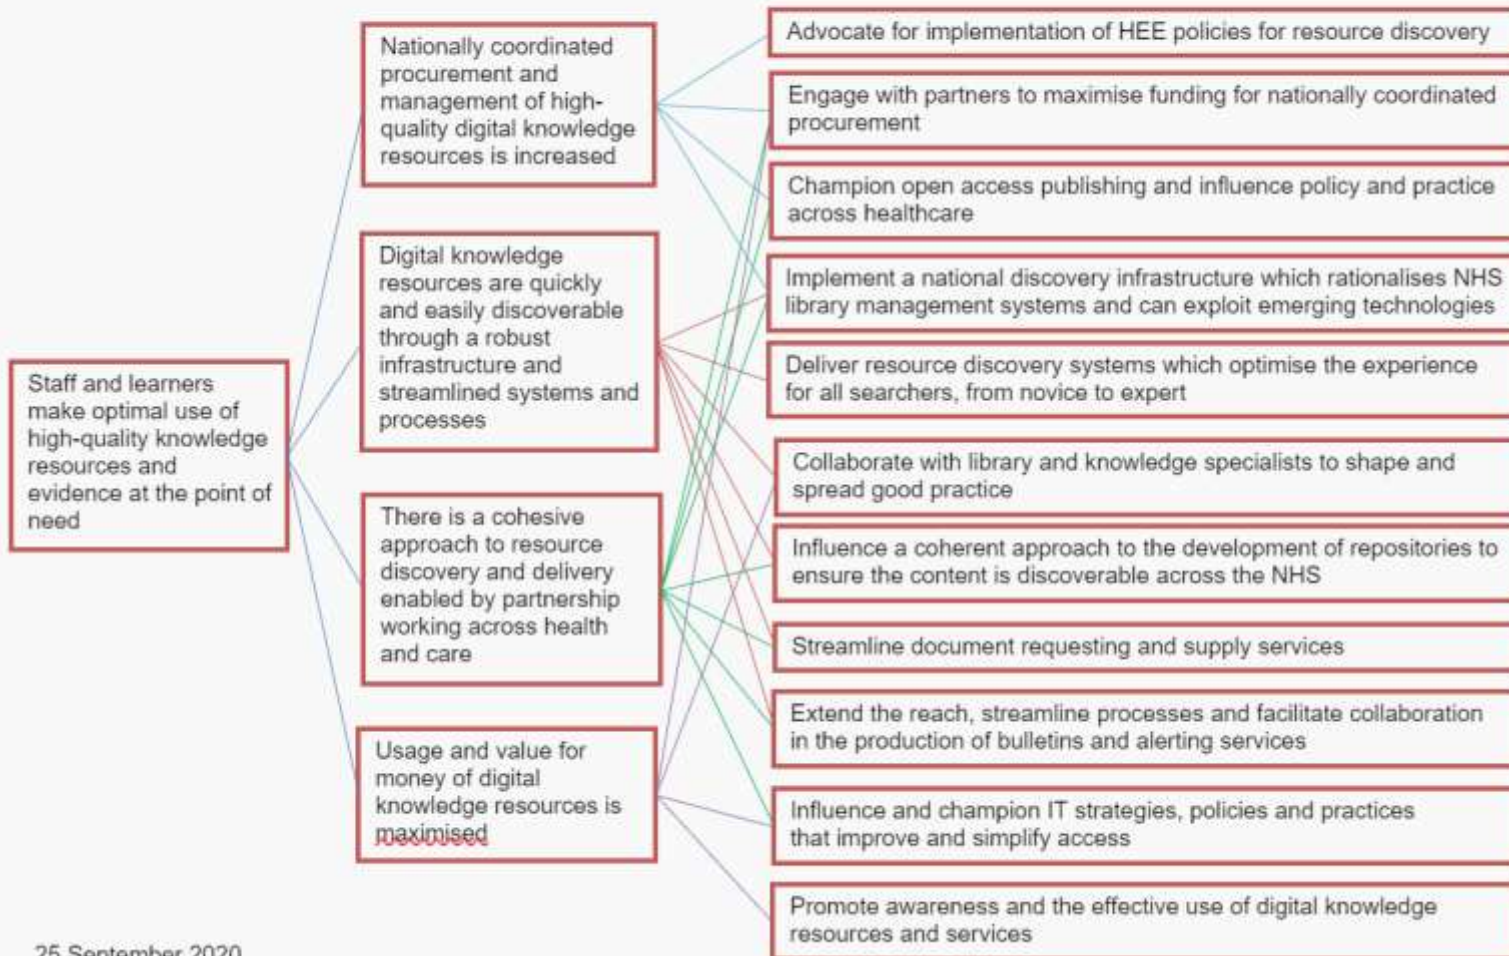 Staff and learners
make optimal use of
high-quality knowledge
resources and
evidence at the point of
need
Nationally coordinated
procurement and
management of high-
quality digital knowledge
resources is increased
Digital knowledge
resources are quickly
and easily discoverable
through a robust
infrastructure and
streamlined systems and
processes
There is a cohesive
approach to resource
discovery and delivery
enabled by partnership
working across health
and care
Usage and value for
money of digital
knowledge resources is
maximised
Advocate for implementation of HEE policies for resource discovery
Engage with partners to maximise funding for nationally coordinated
procurement
Champion open access publishing and influence policy and practice
across healthcare
Implement a national discovery infrastructure which rationalises NHS
library management systems and can exploit emerging technologies
Deliver resource discovery systems which optimise the experience
for all searchers, from novice to expert
Collaborate with library and knowledge specialists to shape and
spread good practice
Influence a coherent approach to the development of repositories to
ensure the content is discoverable across the NHS
Streamline document requesting and supply services
Extend the reach, streamline processes and facilitate collaboration
in the production of bulletins and alerting services
Influence and champion IT strategies, policies and practices
that improve and simplify access
Promote awareness and the effective use of digital knowledge
resources and services
25 September 2020